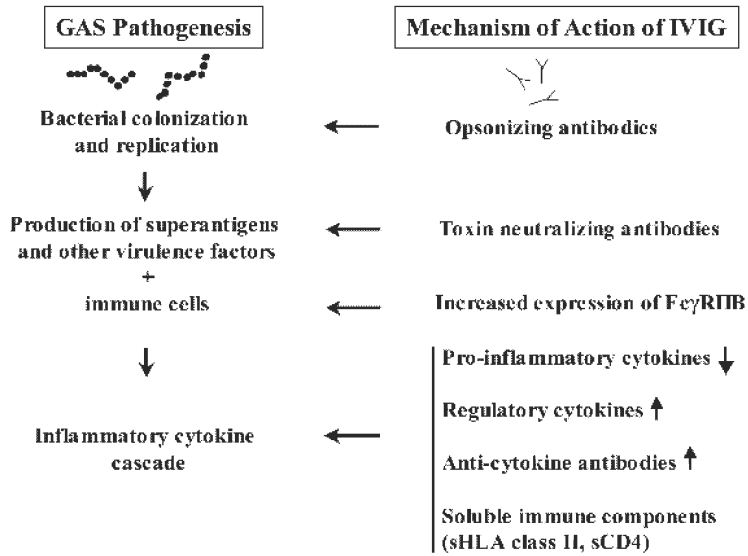 GAS Pathogenesis
Mechanism of Action of IVIG
Bacterial colonization
and replication
Opsonizing antibodies
Production of superantigens
and other virulence factors
Toxin neutralizing antibodies
+
immune cells
Increased expression of FcγRIIB
Pro-inflammatory cytokines
Regulatory cytokines
Inflammatory cytokine
cascade
Anti-cytokine antibodies
Soluble immune components
(sHLA class II, sCD4)